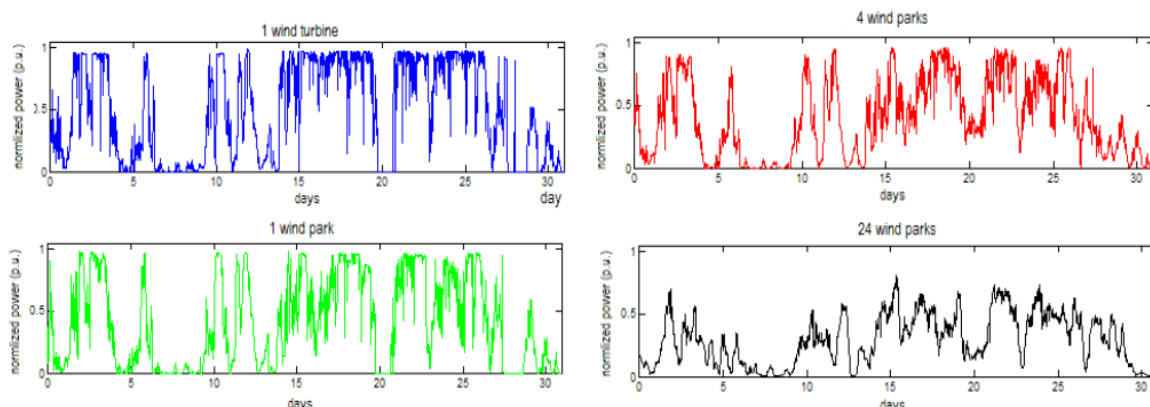 1 wind turbine
normlized power (p.u.)
1
1.5
0
0 5 10 15 20 25 30
days
day
4 wind parks
normlized power (p.u.)
1
0.5
0
0 5 10 15 20 25 30
days
1 wind park
normlized power (p.u.)
1
0.5
0
0 5 10 15 20 25 30
days
24 wind parks
normlized power (p.u.)
1
0.5
0
0 5 10 15 20 25 30
days